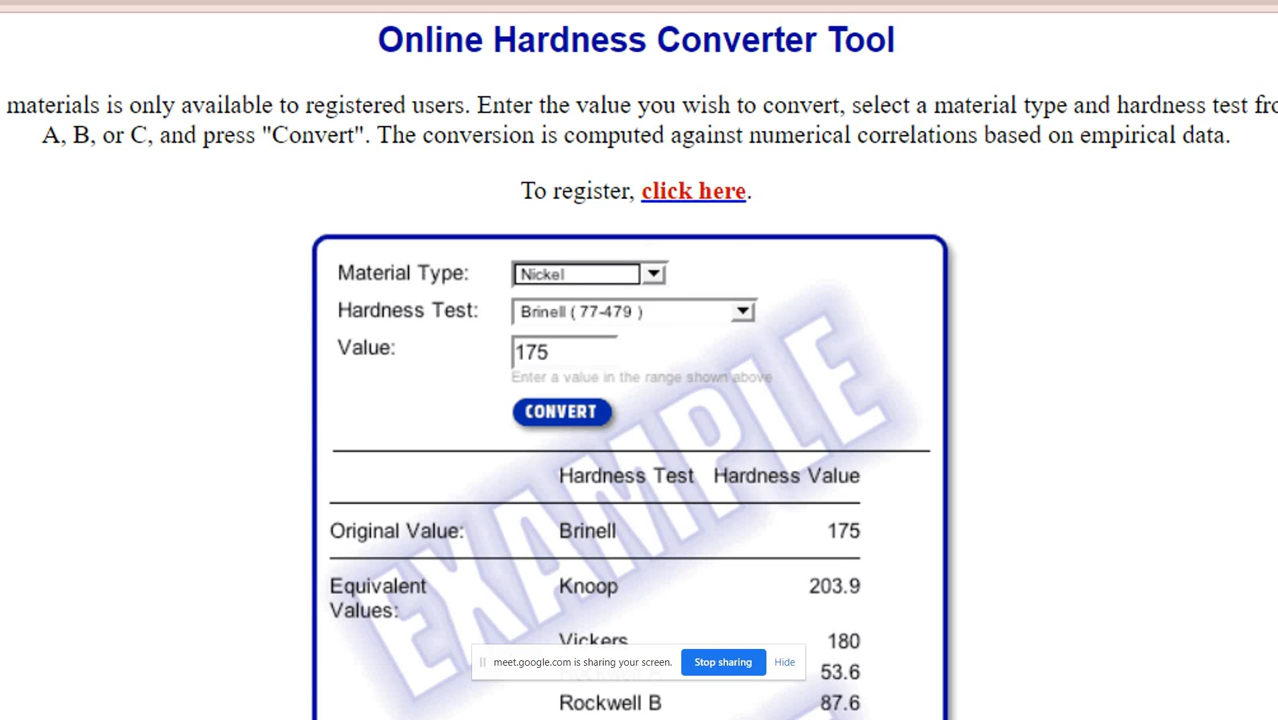 Online Hardness Converter Tool
materials is only available to registered users. Enter the value you wish to convert, select a material type and hardness test fro
A, B, or C, and press "Convert". The conversion is computed against numerical correlations based on empirical data.
To register, click here.
Material Type: Nickel
Hardness Test: Brinell ( 77-479 )
Value: 175
Enter a value in the range shown above
CONVERT
EXAMPLE
Hardness Test Hardness Value
Original Value: Brinell 175
Equivalent Values: Knoop 203.9
Vickers 180
meet.google.com is sharing your screen. Stop sharing Hide
53.6
Rockwell B 87.6